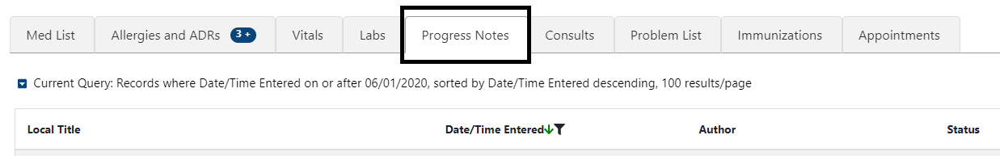 Med List Allergies and ADRs 3 + Vitals Labs Progress Notes Consults Problem List Immunizations Appointments
Current Query: Records where Date/Time Entered on or after 06/01/2020, sorted by Date/Time Entered descending, 100 results/page
Local Title Date/Time Entered Author Status